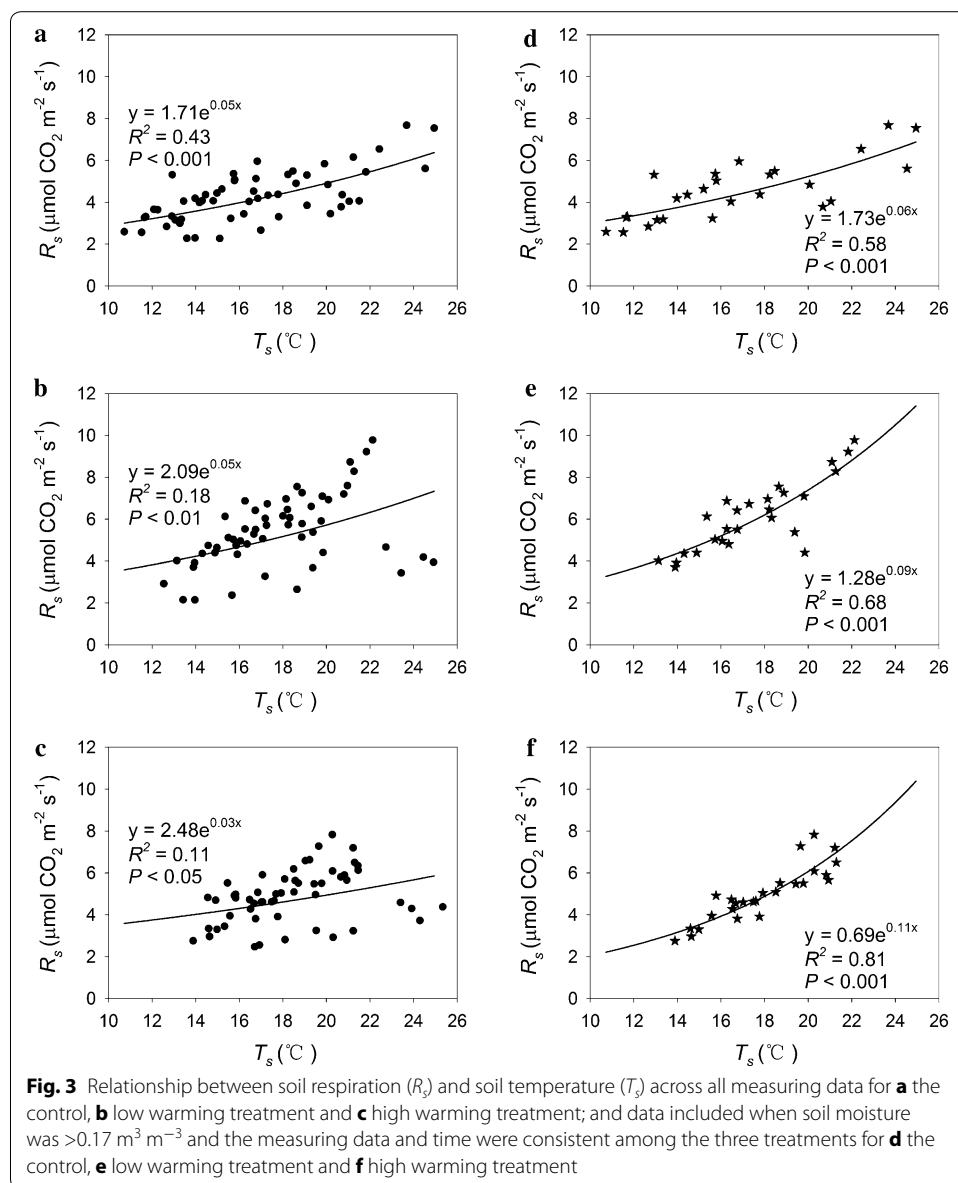 a
12
10
8
6
4
2
0
R_s (μmol CO₂ m⁻² s⁻¹)
y = 1.71e^0.05x
R² = 0.43
P < 0.001
10 12 14 16 18 20 22 24 26
T_s (℃)
d
12
10
8
6
4
2
0
R_s (μmol CO₂ m⁻² s⁻¹)
y = 1.73e^0.06x
R² = 0.58
P < 0.001
10 12 14 16 18 20 22 24 26
T_s (℃)
b
12
10
8
6
4
2
0
R_s (μmol CO₂ m⁻² s⁻¹)
y = 2.09e^0.05x
R² = 0.18
P < 0.01
10 12 14 16 18 20 22 24 26
T_s (℃)
e
12
10
8
6
4
2
0
R_s (μmol CO₂ m⁻² s⁻¹)
y = 1.28e^0.09x
R² = 0.68
P < 0.001
10 12 14 16 18 20 22 24 26
T_s (℃)
c
12
10
8
6
4
2
0
R_s (μmol CO₂ m⁻² s⁻¹)
y = 2.48e^0.03x
R² = 0.11
P < 0.05
10 12 14 16 18 20 22 24 26
T_s (℃)
f
12
10
8
6
4
2
0
R_s (μmol CO₂ m⁻² s⁻¹)
y = 0.69e^0.11x
R² = 0.81
P < 0.001
10 12 14 16 18 20 22 24 26
T_s (℃)
Fig. 3 Relationship between soil respiration (R_s) and soil temperature (T_s) across all measuring data for a the
control, b low warming treatment and c high warming treatment; and data included when soil moisture
was >0.17 m³ m⁻³ and the measuring data and time were consistent among the three treatments for d the
control, e low warming treatment and f high warming treatment